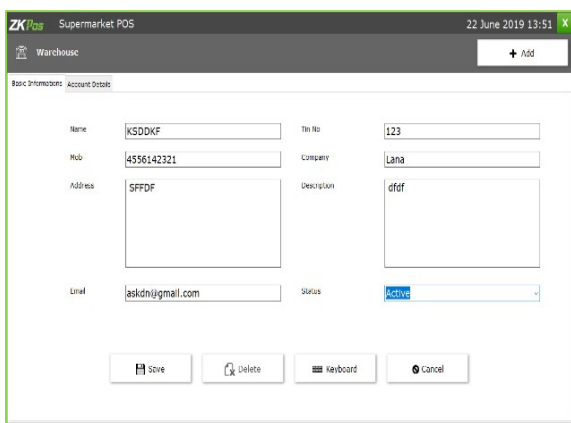 ZKPos Supermarket POS 22 June 2019 13:51 X
Warehouse + Add
Basic Informations Account Details
Name KSDDKF Tin No 123
Mob 4556142321 Company Lana
Address SFFDF Description dfdf
Email askdn@gmail.com Status Active
Save Delete Keyboard Cancel